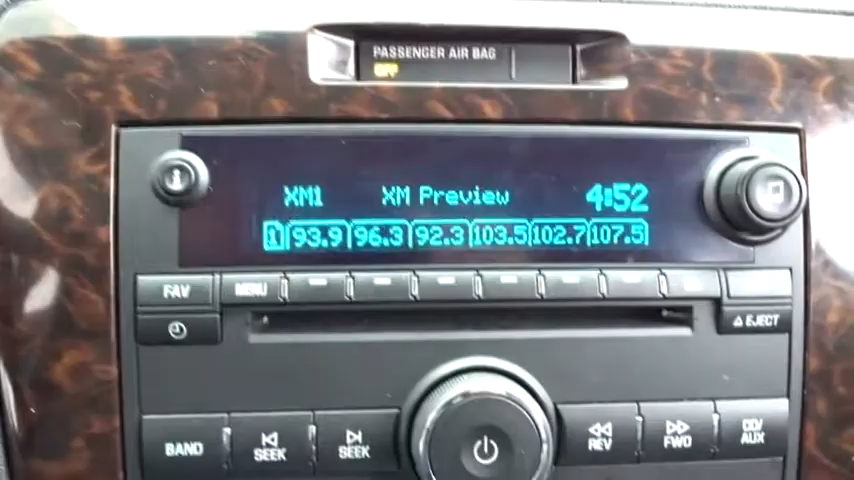 PASSENGER AIR BAG
OFF
XM1 XM Preview 4:52
1 93.9 96.3 92.3 103.5 102.7 107.5
FAV MENU
EJECT
BAND SEEK SEEK REV FWD CD/AUX